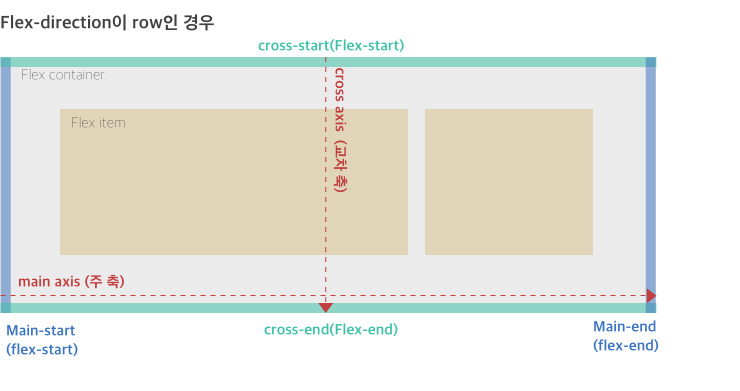 Flex-direction이 row인 경우
cross-start(Flex-start)
Flex container
cross axis (교차 축)
Flex item
main axis (주 축)
Main-start
(flex-start)
cross-end(Flex-end)
Main-end
(flex-end)